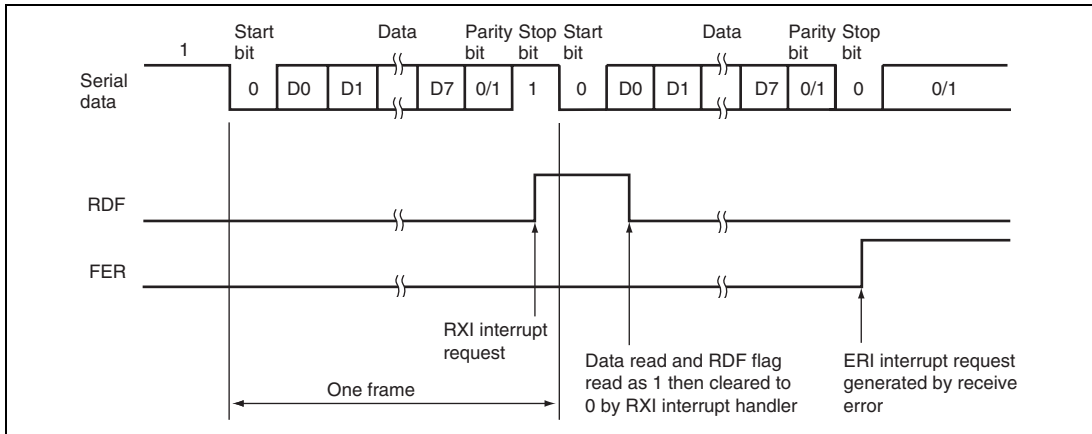 Start bit Data Parity bit Stop bit Start bit Data Parity bit Stop bit
1
Serial data
0 D0 D1 D7 0/1 1 0 D0 D1 D7 0/1 0 0/1
RDF
FER
RXI interrupt request
Data read and RDF flag read as 1 then cleared to 0 by RXI interrupt handler
ERI interrupt request generated by receive error
One frame